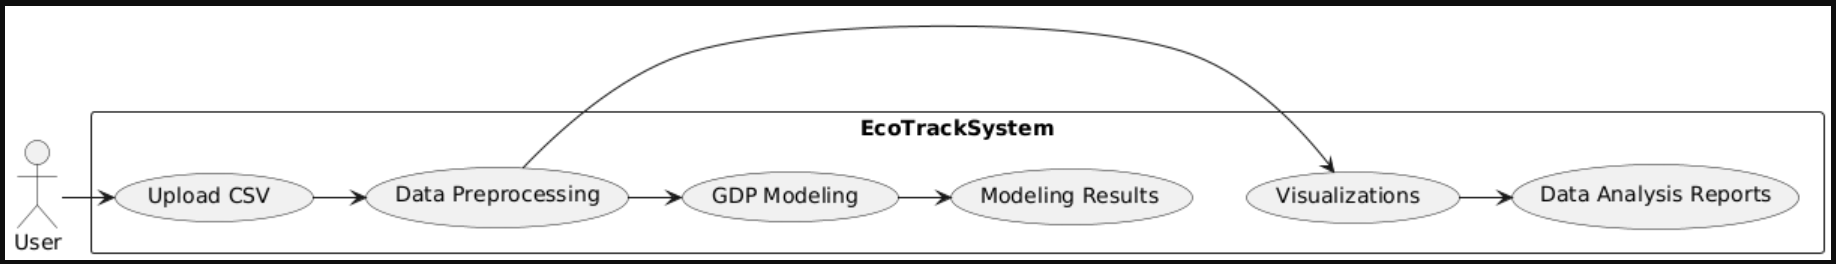 EcoTrackSystem
User
Upload CSV
Data Preprocessing
GDP Modeling
Modeling Results
Visualizations
Data Analysis Reports